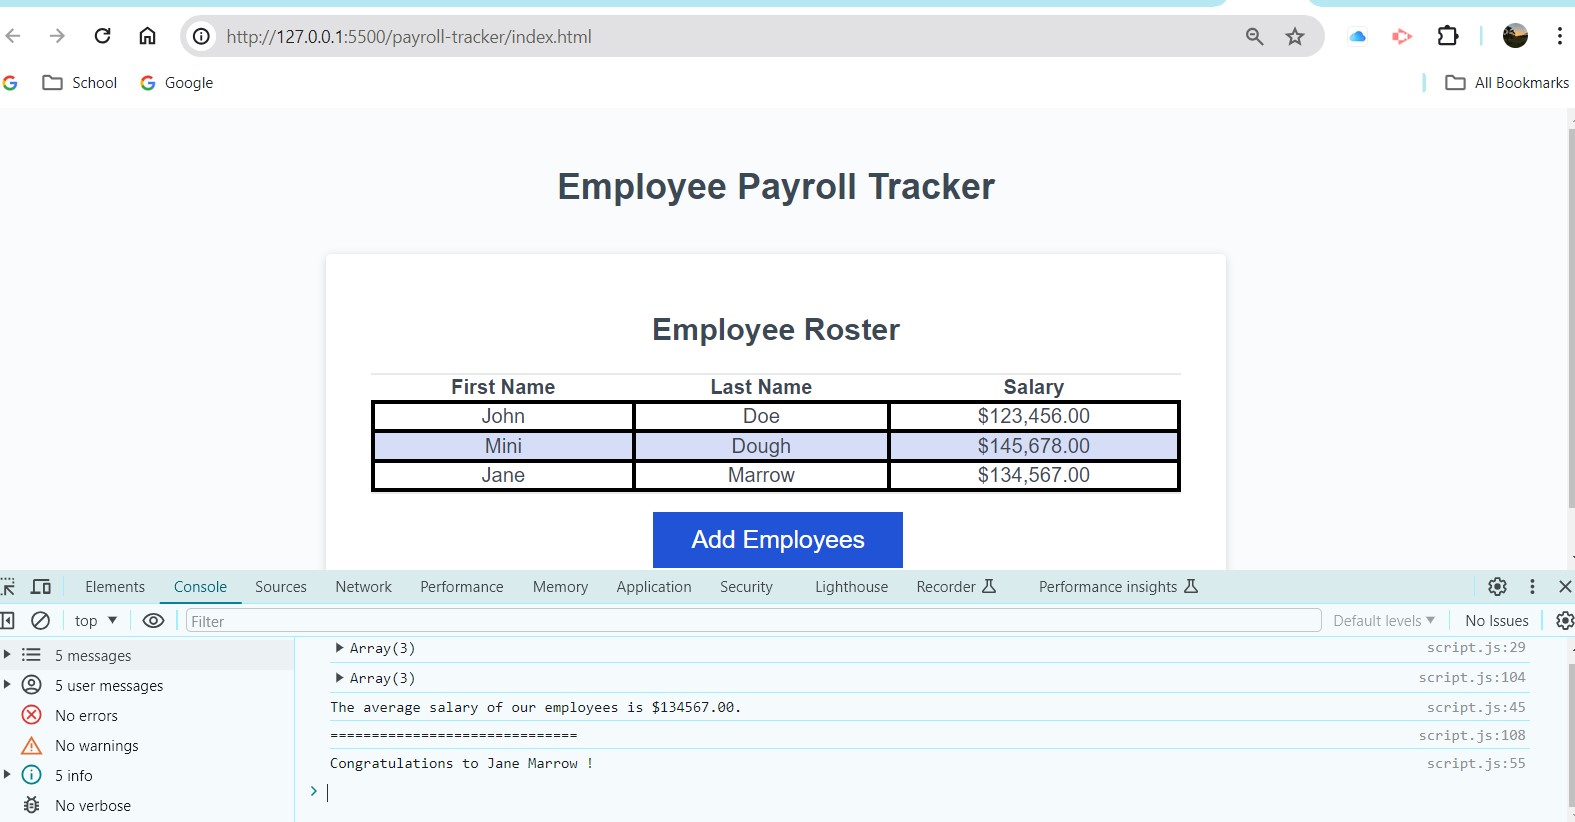 http://127.0.0.1:5500/payroll-tracker/index.html
School Google All Bookmarks
Employee Payroll Tracker
Employee Roster
First Name Last Name Salary
John Doe $123,456.00
Mini Dough $145,678.00
Jane Marrow $134,567.00
Add Employees
Elements Console Sources Network Performance Memory Application Security Lighthouse Recorder Performance insights
top Filter Default levels No Issues
5 messages
5 user messages
No errors
No warnings
5 info
No verbose
Array(3) script.js:29
Array(3) script.js:104
The average salary of our employees is $134567.00. script.js:45
============================== script.js:108
Congratulations to Jane Marrow ! script.js:55